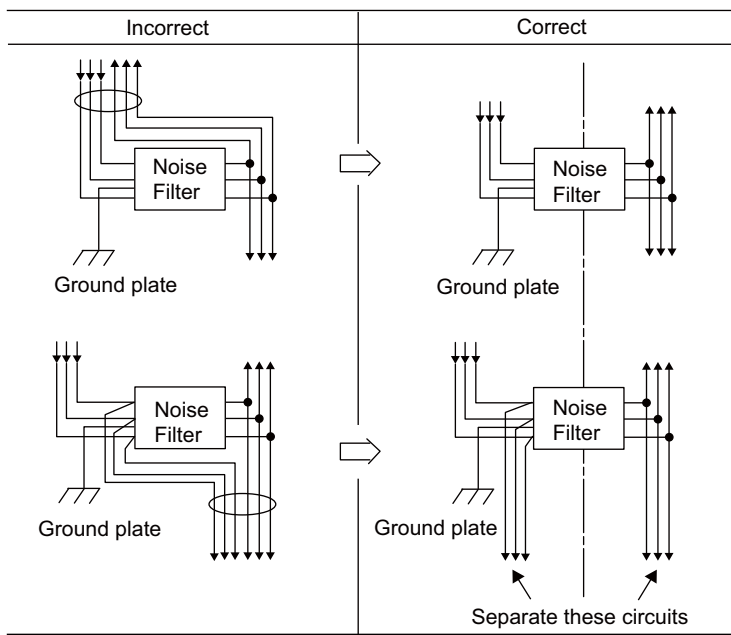 Incorrect
Correct
Noise
Filter
Ground plate
Noise
Filter
Ground plate
Noise
Filter
Ground plate
Noise
Filter
Ground plate
Separate these circuits